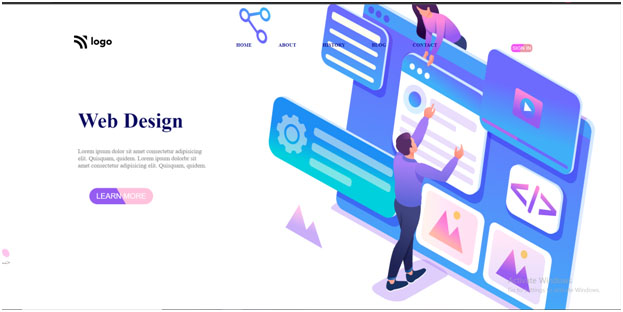 logo
HOME ABOUT HISTORY BLOG CONTACT SIGN IN
Web Design
Lorem ipsum dolor sit amet consectetur adipisicing
elit. Quisquam, quidem. Lorem ipsum dolorbr sit
amet consectetur adipisicing elit. Quisquam, quidem.
LEARN MORE
</>
Activate Windows
Go to Settings to activate Windows.
-->